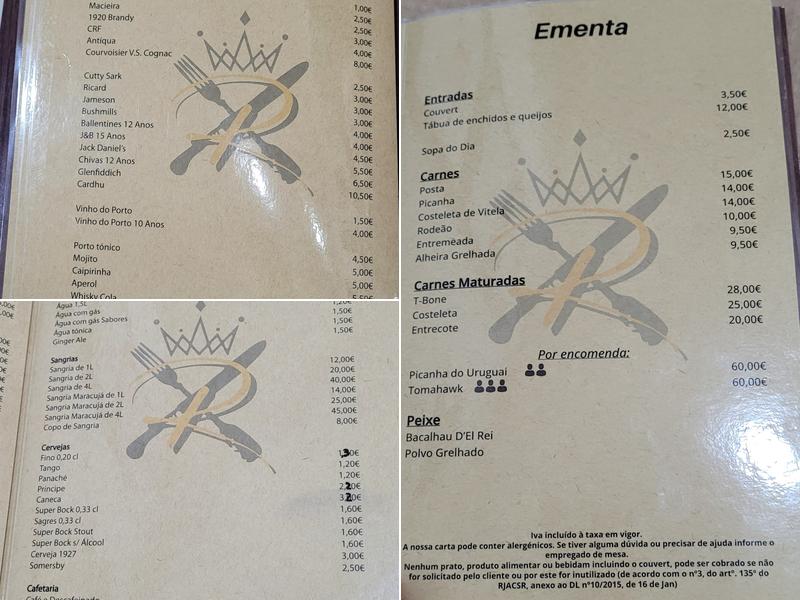 1,00€
Macieira 2,50€
1920 Brandy 2,50€
CRF 3,00€
Antiqua 4,00€
Courvoisier V.S. Cognac 8,00€
Cutty Sark 2,50€
Ricard 3,00€
Jameson 3,00€
Bushmills 3,00€
Ballentines 12 Anos 4,00€
J&B 15 Anos 4,00€
Jack Daniel's 4,50€
Chivas 12 Anos 5,50€
Glenfiddich 6,50€
Cardhu 10,50€
Vinho do Porto 1,50€
Vinho do Porto 10 Anos 4,00€
Porto tónico 4,50€
Mojito 5,00€
Caipirinha 5,00€
Aperol 5,50€
Whisky Cola
Ementa
Entradas
Couvert 3,50€
Tábua de enchidos e queijos 12,00€
Sopa do Dia 2,50€
Carnes
Posta 15,00€
Picanha 14,00€
Costeleta de Vitela 14,00€
Rodeão 10,00€
Entremeada 9,50€
Alheira Grelhada 9,50€
Carnes Maturadas
T-Bone 28,00€
Costeleta 25,00€
Entrecote 20,00€
Por encomenda:
Picanha do Uruguai 60,00€
Tomahawk 60,00€
Peixe
Bacalhau D'El Rei
Polvo Grelhado
Iva incluído à taxa em vigor.
A nossa carta pode conter alergénicos. Se tiver alguma dúvida ou precisar de ajuda informe o
empregado de mesa.
Nenhum prato, produto alimentar ou bebidam incluindo o couvert, pode ser cobrado se não
for solicitado pelo cliente ou por este for inutilizado (de acordo com o nº3, do artº. 135º do
RJACSR, anexo ao DL nº10/2015, de 16 de Jan)
Água 1,5L
Água com gás 1,20€
Água com gás Sabores 1,50€
Água tónica 1,50€
Ginger Ale 1,50€
Sangrias
Sangria de 1L 12,00€
Sangria de 2L 20,00€
Sangria de 4L 40,00€
Sangria Maracujá de 1L 14,00€
Sangria Maracujá de 2L 25,00€
Sangria Maracujá de 4L 45,00€
Copo de Sangria 8,00€
Cervejas
Fino 0,20 cl 1,30€
Tango 1,20€
Panaché 1,20€
Principe 2,20€
Caneca 3,20€
Super Bock 0,33 cl 1,60€
Sagres 0,33 cl 1,60€
Super Bock Stout 1,60€
Super Bock s/ Álcool 1,60€
Cerveja 1927 3,00€
Somersby 2,50€
Cafetaria
Café e Descafeinado